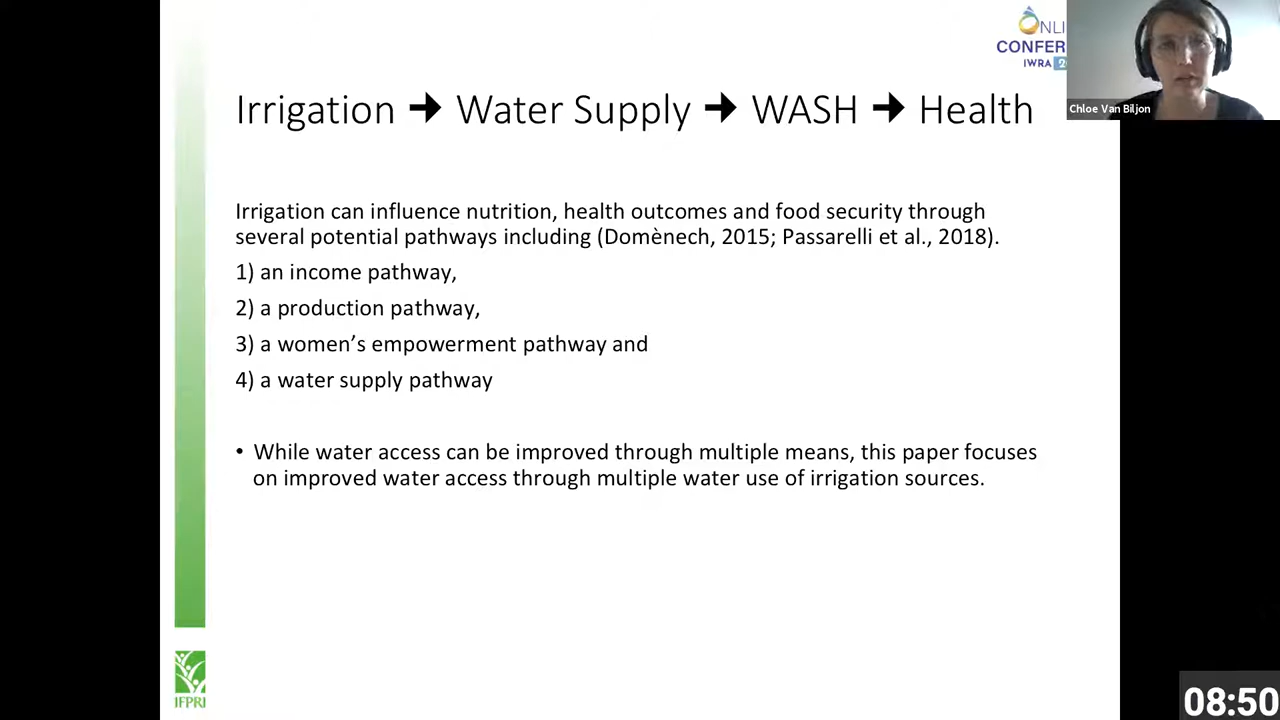 ONLI
CONFER
IWRA 2
Chloe Van Biljon
Irrigation → Water Supply → WASH → Health
Irrigation can influence nutrition, health outcomes and food security through
several potential pathways including (Domènech, 2015; Passarelli et al., 2018).
1) an income pathway,
2) a production pathway,
3) a women's empowerment pathway and
4) a water supply pathway
• While water access can be improved through multiple means, this paper focuses
on improved water access through multiple water use of irrigation sources.
IFPRI
08:50